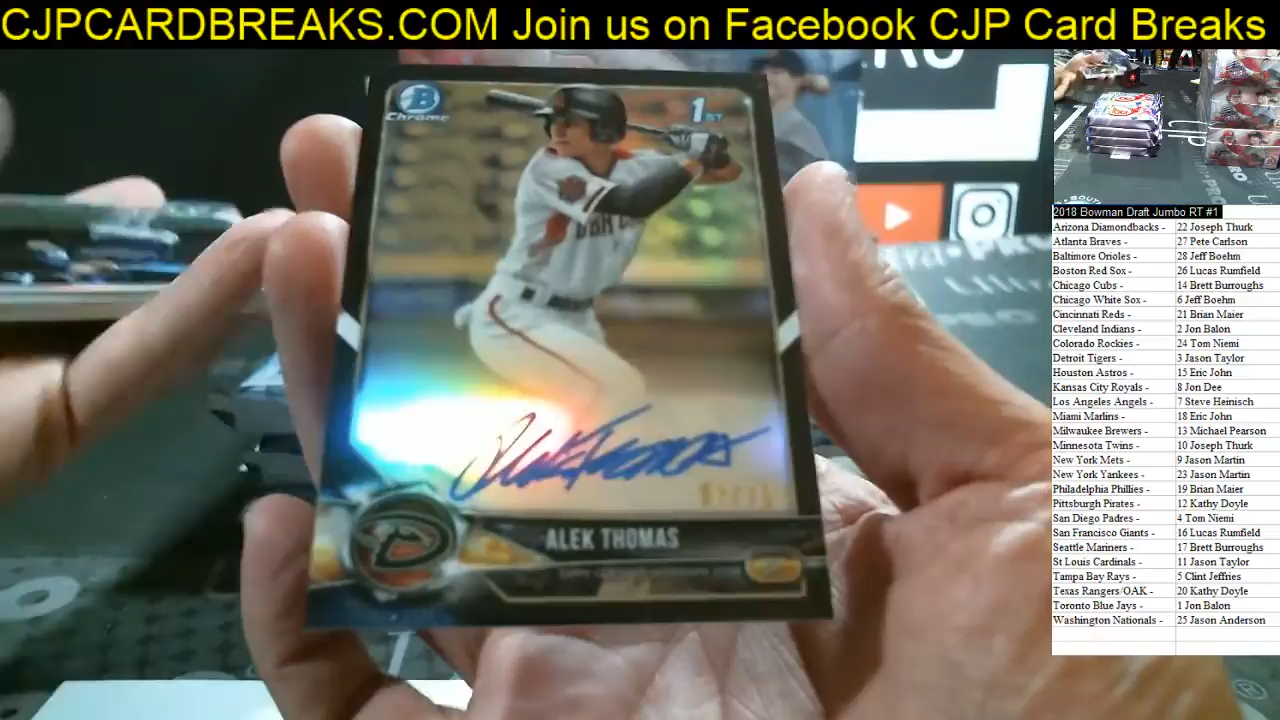 CJPCARDBREAKS.COM Join us on Facebook CJP Card Breaks
B
Chrome
1ST
ALEK THOMAS
2018 Bowman Draft Jumbo RT #1
Arizona Diamondbacks - 22 Joseph Thurk
Atlanta Braves - 27 Pete Carlson
Baltimore Orioles - 28 Jeff Boehm
Boston Red Sox - 26 Lucas Rumfield
Chicago Cubs - 14 Brett Burroughs
Chicago White Sox - 6 Jeff Boehm
Cincinnati Reds - 21 Brian Maier
Cleveland Indians - 2 Jon Balon
Colorado Rockies - 24 Tom Niemi
Detroit Tigers - 3 Jason Taylor
Houston Astros - 15 Eric John
Kansas City Royals - 8 Jon Dee
Los Angeles Angels - 7 Steve Heinisch
Miami Marlins - 18 Eric John
Milwaukee Brewers - 13 Michael Pearson
Minnesota Twins - 10 Joseph Thurk
New York Mets - 9 Jason Martin
New York Yankees - 23 Jason Martin
Philadelphia Phillies - 19 Brian Maier
Pittsburgh Pirates - 12 Kathy Doyle
San Diego Padres - 4 Tom Niemi
San Francisco Giants - 16 Lucas Rumfield
Seattle Mariners - 17 Brett Burroughs
St Louis Cardinals - 11 Jason Taylor
Tampa Bay Rays - 5 Clint Jeffries
Texas Rangers/OAK - 20 Kathy Doyle
Toronto Blue Jays - 1 Jon Balon
Washington Nationals - 25 Jason Anderson